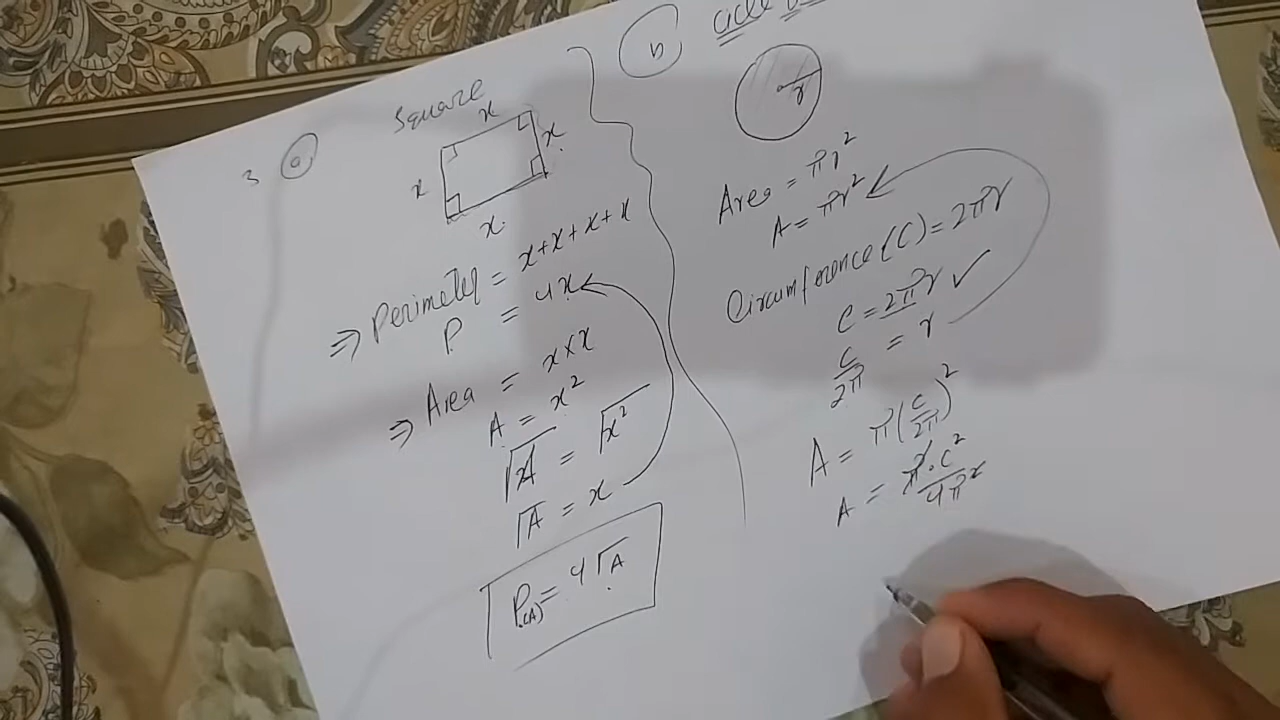 3 (a)
Square
x
x
x
x
⇒ Perimeter = x+x+x+x
P = 4x
⇒ Area = x×x
A = x²
√A = √x²
√A = x
P(A) = 4√A
(b)
r
Area = πr²
A = πr²
Circumference (C) = 2πr
C = 2πr ✓
C/2π = r
A = π(C/2π)²
A = π·C²/4π²